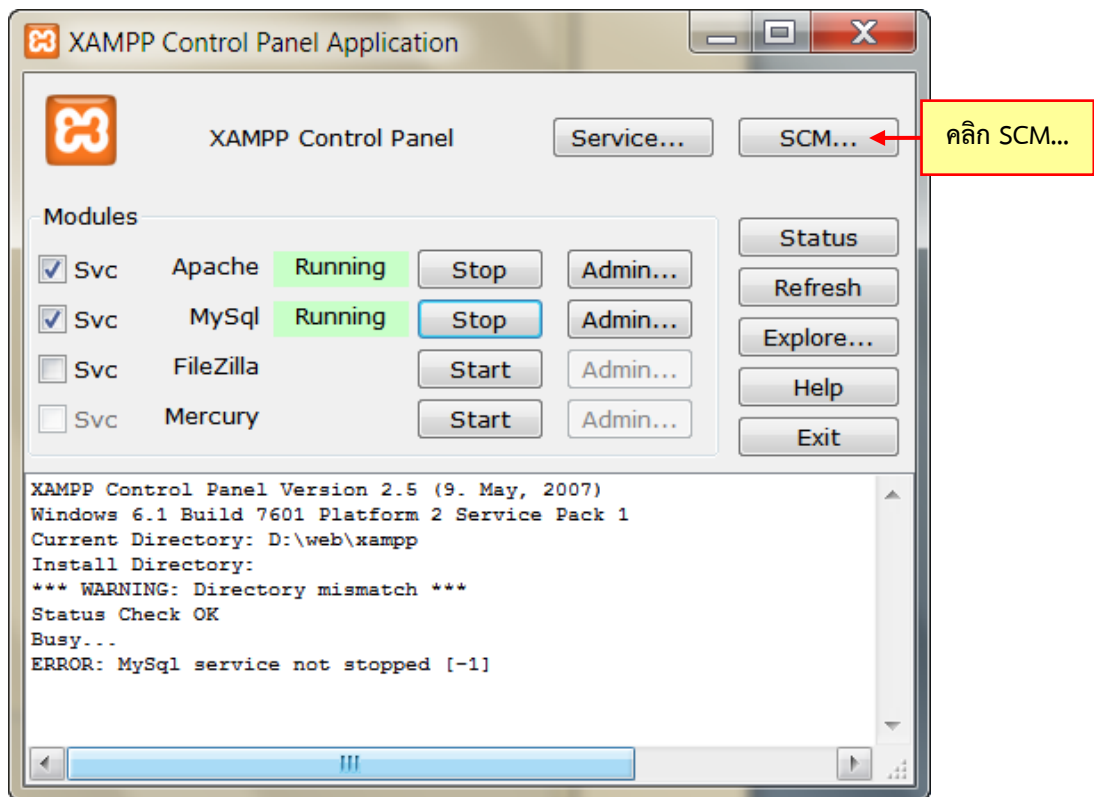 XAMPP Control Panel Application
XAMPP Control Panel
Service...
SCM...
คลิก SCM...
Modules
Svc Apache Running Stop Admin...
Svc MySql Running Stop Admin...
Svc FileZilla Start Admin...
Svc Mercury Start Admin...
Status
Refresh
Explore...
Help
Exit
XAMPP Control Panel Version 2.5 (9. May, 2007)
Windows 6.1 Build 7601 Platform 2 Service Pack 1
Current Directory: D:\web\xampp
Install Directory:
*** WARNING: Directory mismatch ***
Status Check OK
Busy...
ERROR: MySql service not stopped [-1]